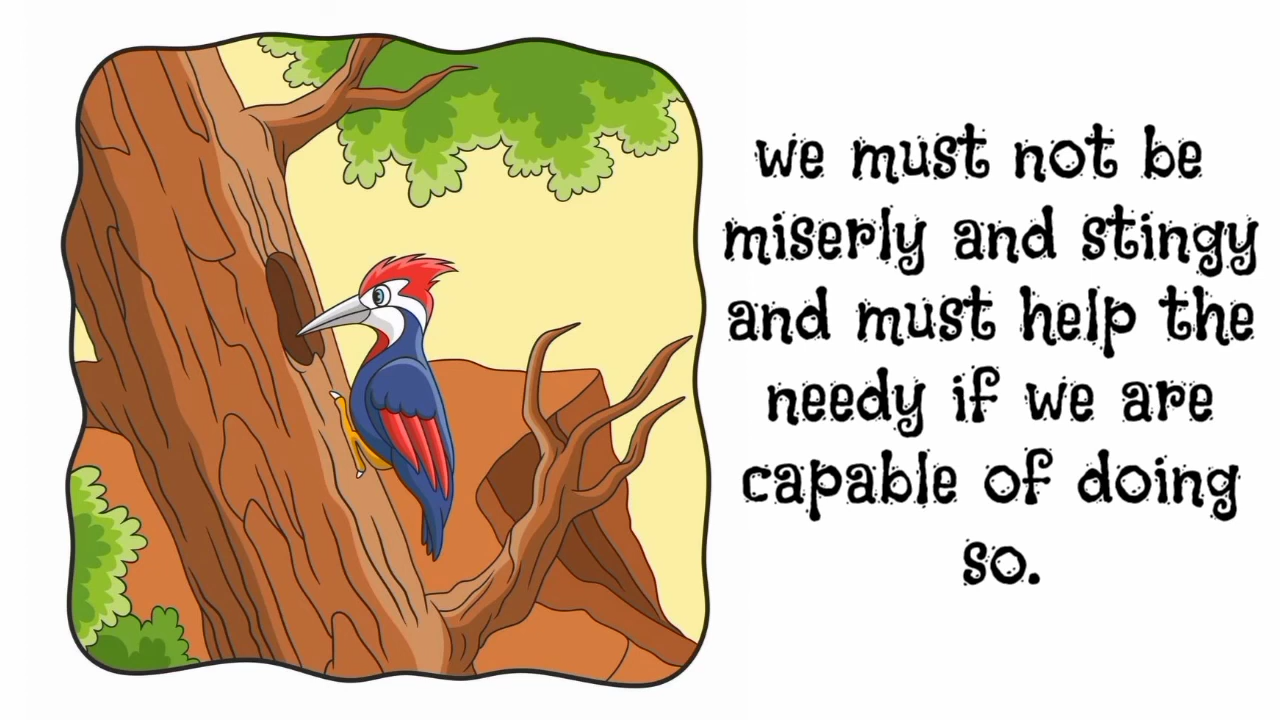 we must not be
miserly and stingy
and must help the
needy if we are
capable of doing
so.